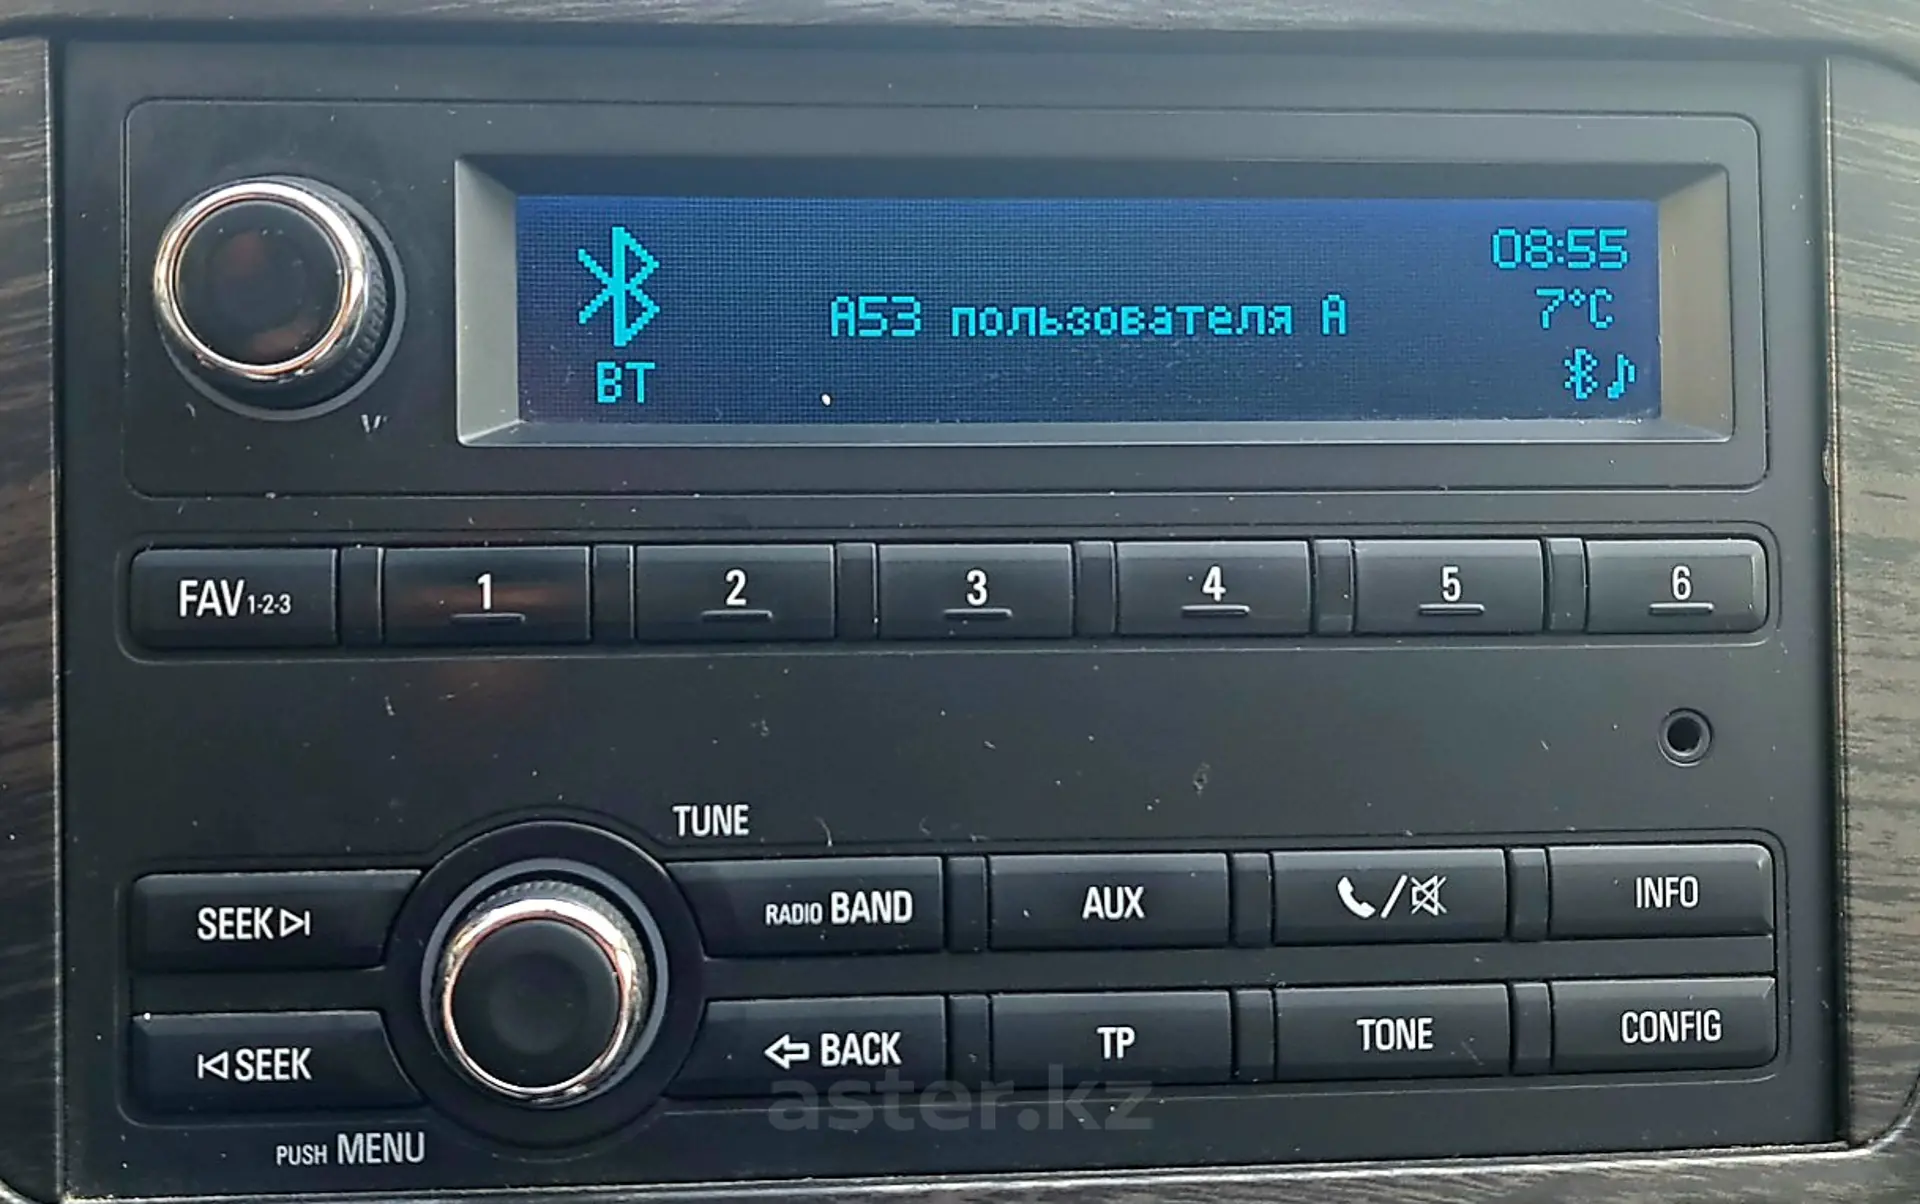 08:55
A53 пользователя А
7°C
BT
FAV 1-2-3
1
2
3
4
5
6
TUNE
SEEK
RADIO BAND
AUX
INFO
SEEK
BACK
TP
TONE
CONFIG
PUSH MENU
aster.kz